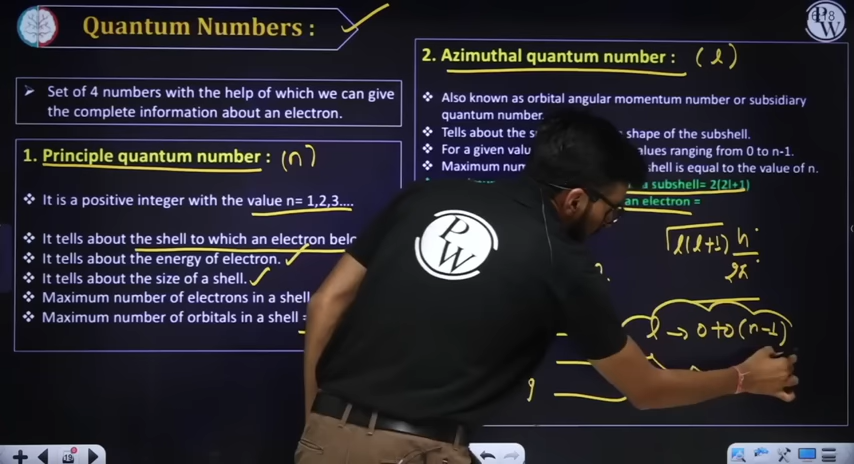 Quantum Numbers :
Set of 4 numbers with the help of which we can give
the complete information about an electron.
1. Principle quantum number : (n)
It is a positive integer with the value n= 1,2,3....
It tells about the shell to which an electron
It tells about the energy of electron.
It tells about the size of a shell.
Maximum number of electrons in a shell
Maximum number of orbitals in a shell =
2. Azimuthal quantum number : (l)
Also known as orbital angular momentum number or subsidiary
quantum number.
Tells about the shape of the subshell.
For a given values ranging from 0 to n-1.
Maximum shell is equal to the value of n.
a subshell= 2(2l+1)
an electron =
√l(l+1) h/2π
l → 0 to (n-1)
PW
PW